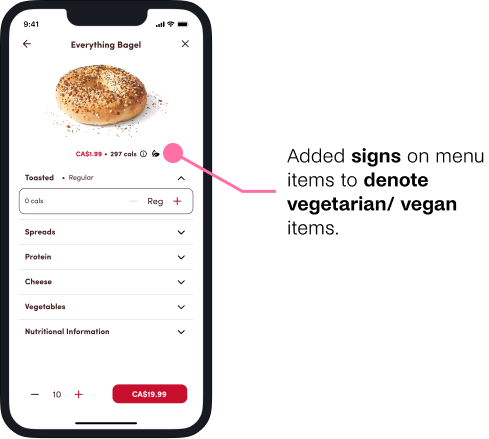 9:41
Everything Bagel
CA$1.99 • 297 cals
Toasted • Regular
0 cals — Reg +
Spreads
Protein
Cheese
Vegetables
Nutritional Information
— 10 + CA$19.99
Added signs on menu
items to denote
vegetarian/ vegan
items.